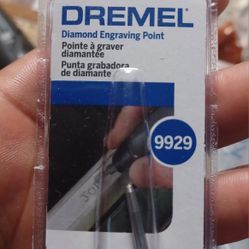 DREMEL
Diamond Engraving Point
Pointe à graver
diamantée
Punta grabadora
de diamante
9929